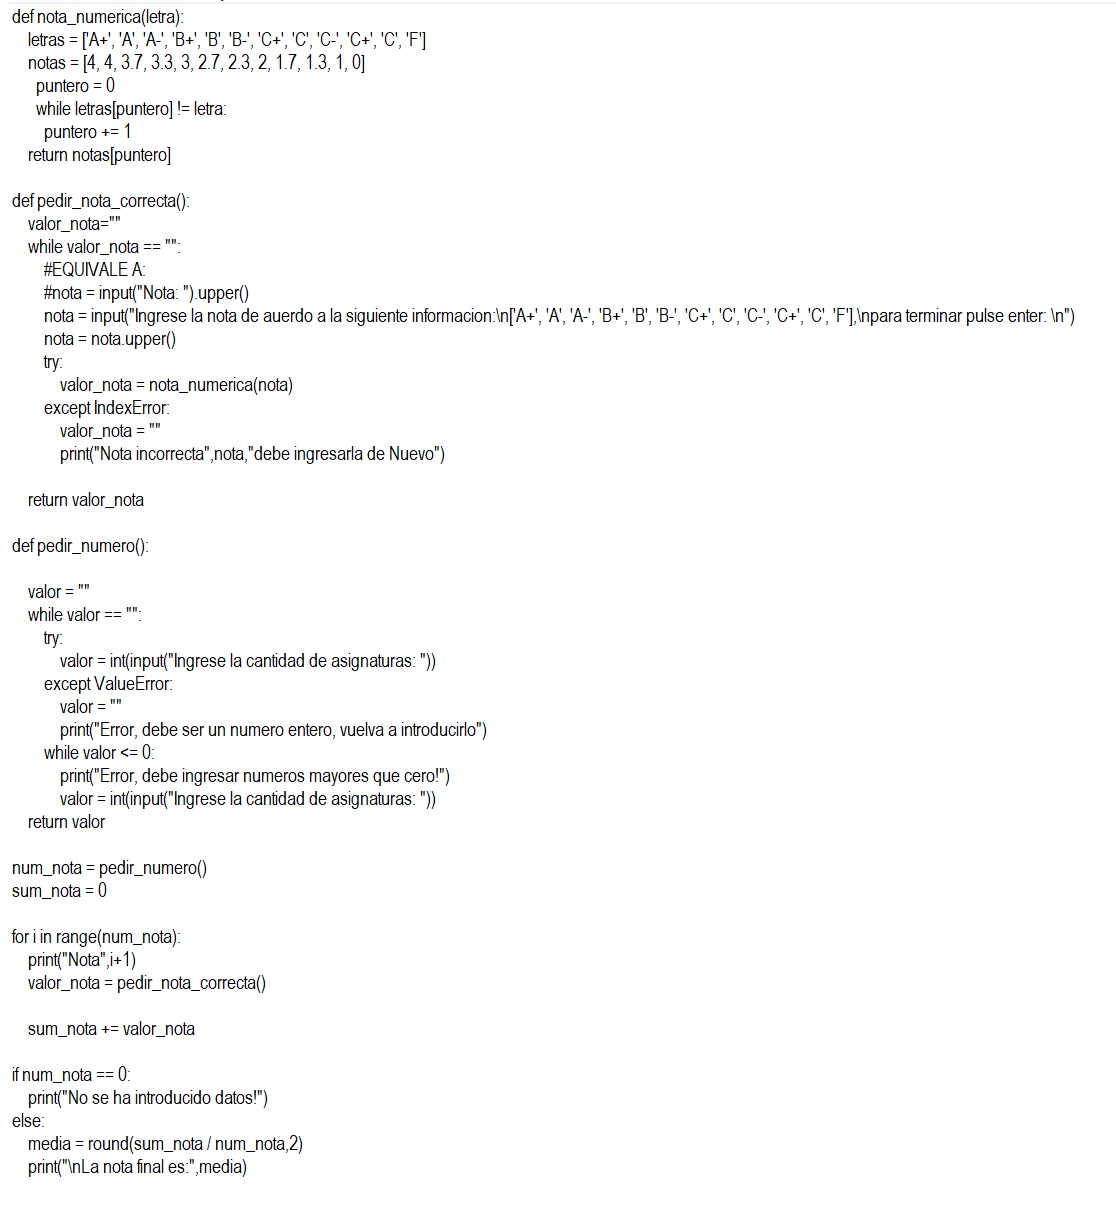 def nota_numerica(letra):
    letras = ['A+', 'A', 'A-', 'B+', 'B', 'B-', 'C+', 'C', 'C-', 'C+', 'C', 'F']
    notas = [4, 4, 3.7, 3.3, 3, 2.7, 2.3, 2, 1.7, 1.3, 1, 0]
      puntero = 0
      while letras[puntero] != letra:
        puntero += 1
    return notas[puntero]

def pedir_nota_correcta():
    valor_nota=""
    while valor_nota == "":
        #EQUIVALE A:
        #nota = input("Nota: ").upper()
        nota = input("Ingrese la nota de auerdo a la siguiente informacion:\n['A+', 'A', 'A-', 'B+', 'B', 'B-', 'C+', 'C', 'C-', 'C+', 'C', 'F'],\npara terminar pulse enter: \n")
        nota = nota.upper()
        try:
            valor_nota = nota_numerica(nota)
        except IndexError:
            valor_nota = ""
            print("Nota incorrecta",nota,"debe ingresarla de Nuevo")

    return valor_nota

def pedir_numero():

    valor = ""
    while valor == "":
        try:
            valor = int(input("Ingrese la cantidad de asignaturas: "))
        except ValueError:
            valor = ""
            print("Error, debe ser un numero entero, vuelva a introducirlo")
        while valor <= 0:
            print("Error, debe ingresar numeros mayores que cero!")
            valor = int(input("Ingrese la cantidad de asignaturas: "))
    return valor

num_nota = pedir_numero()
sum_nota = 0

for i in range(num_nota):
    print("Nota",i+1)
    valor_nota = pedir_nota_correcta()

    sum_nota += valor_nota

if num_nota == 0:
    print("No se ha introducido datos!")
else:
    media = round(sum_nota / num_nota,2)
    print("\nLa nota final es:",media)